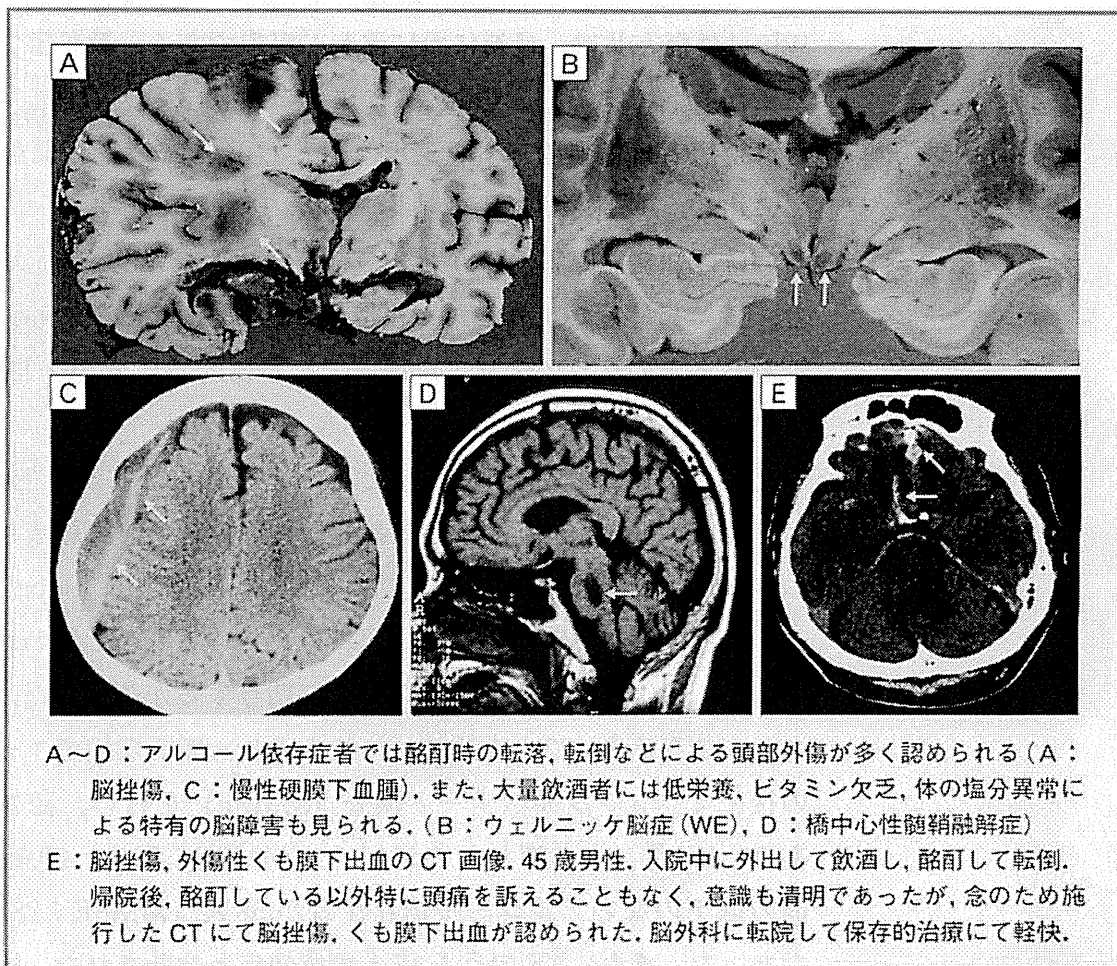 A
B
C
D
E
A~D:アルコール依存症者では酩酊時の転落,転倒などによる頭部外傷が多く認められる(A:
脳挫傷,C:慢性硬膜下血腫).また,大量飲酒者には低栄養,ビタミン欠乏,体の塩分異常に
よる特有の脳障害も見られる.(B:ウェルニッケ脳症(WE),D:橋中心性髄鞘融解症)
E:脳挫傷,外傷性くも膜下出血のCT画像.45歳男性.入院中に外出して飲酒し,酩酊して転倒.
帰院後,酩酊している以外特に頭痛を訴えることもなく,意識も清明であったが,念のため施
行したCTにて脳挫傷,くも膜下出血が認められた.脳外科に転院して保存的治療にて軽快.